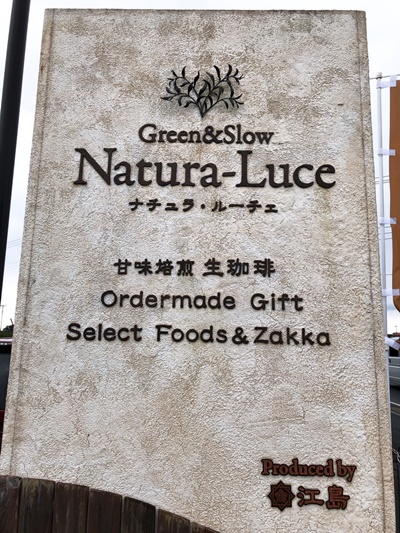 Green&Slow
Natura-Luce
ナチュラ・ルーチェ
甘味焙煎 生珈琲
Ordermade Gift
Select Foods & Zakka
Produced by
江島